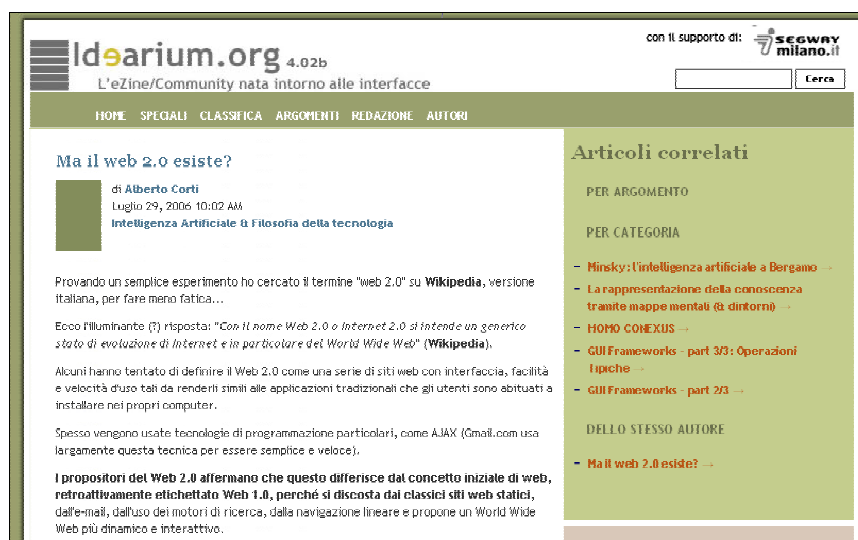 Idearium.org 4.02b
L'eZine/Community nata intorno alle interfacce
con il supporto di:
SEGWAY
milano.it
Cerca
HOME SPECIALI CLASSIFICA ARGOMENTI REDAZIONE AUTORI
Ma il web 2.0 esiste?
di Alberto Corti
Luglio 29, 2006 10:02 AM
Intelligenza Artificiale & Filosofia della tecnologia
Provando un semplice esperimento ho cercato il termine "web 2.0" su Wikipedia, versione
italiana, per fare meno fatica...
Ecco l'illuminante (?) risposta: "Con il nome Web 2.0 o Internet 2.0 si intende un generico
stato di evoluzione di Internet e in particolare del World Wide Web" (Wikipedia).
Alcuni hanno tentato di definire il Web 2.0 come una serie di siti web con interfaccia, facilità
e velocità d'uso tali da renderli simili alle applicazioni tradizionali che gli utenti sono abituati a
installare nei propri computer.
Spesso vengono usate tecnologie di programmazione particolari, come AJAX (Gmail.com usa
largamente questa tecnica per essere semplice e veloce).
I propositori del Web 2.0 affermano che questo differisce dal concetto iniziale di web,
retroattivamente etichettato Web 1.0, perché si discosta dai classici siti web statici,
dall'e-mail, dall'uso dei motori di ricerca, dalla navigazione lineare e propone un World Wide
Web più dinamico e interattivo.
Articoli correlati
PER ARGOMENTO
PER CATEGORIA
- Minsky: l'intelligenza artificiale a Bergamo →
- La rappresentazione della conoscenza
tramite mappe mentali (& dintorni) →
- HOMO CONEXUS →
- GUI Frameworks - part 3/3: Operazioni
Tipiche →
- GUI Frameworks - part 2/3 →
DELLO STESSO AUTORE
- Ma il web 2.0 esiste? →